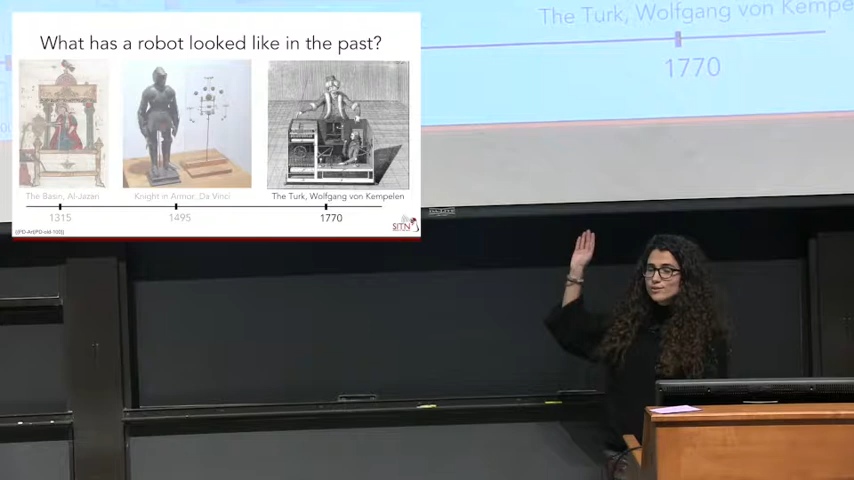 What has a robot looked like in the past?
The Basin, Al-Jazari
Knight in Armor, Da Vinci
The Turk, Wolfgang von Kempelen
1315
1495
1770
SITN
The Turk, Wolfgang von Kempe
1770